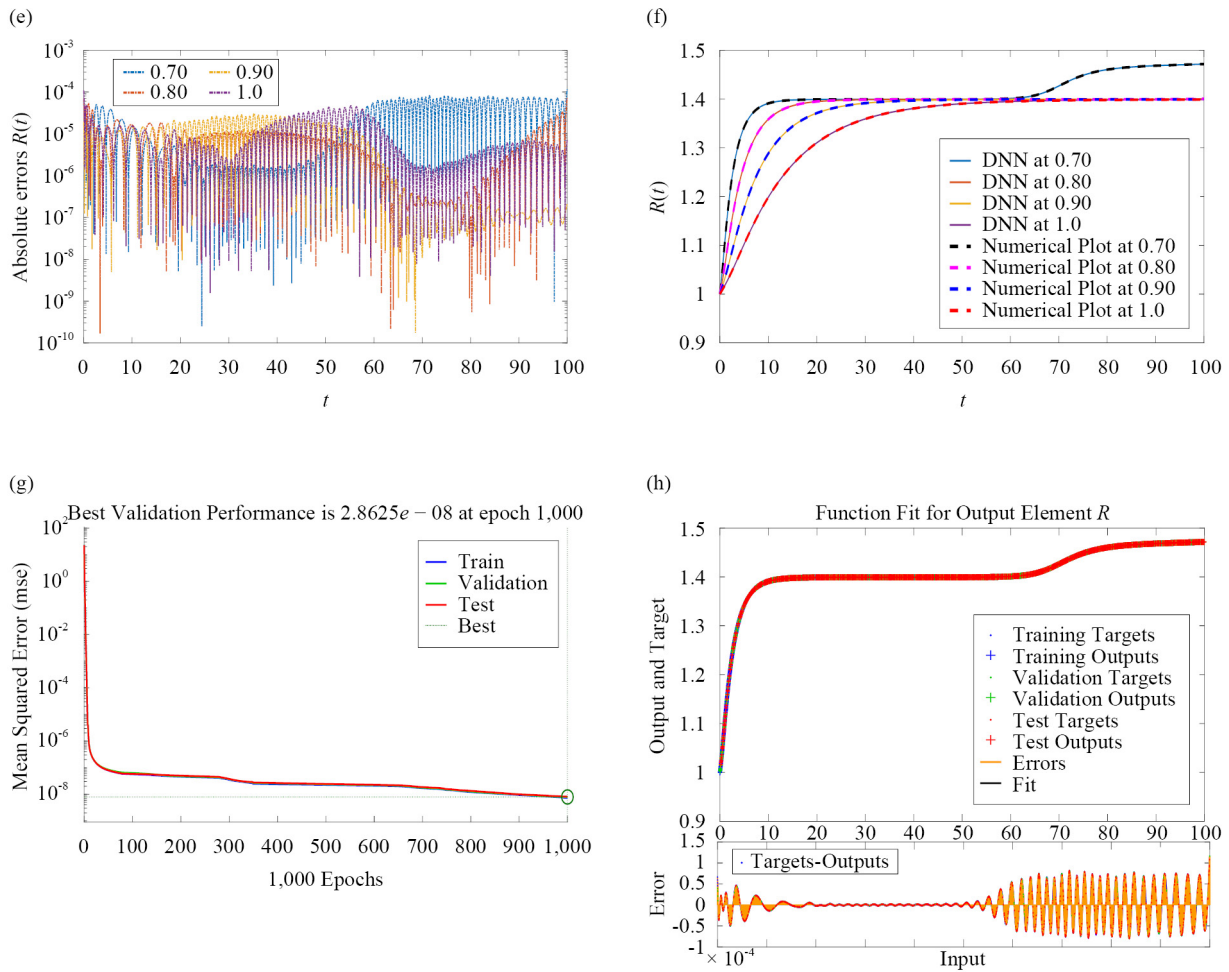 (e)
10⁻³
10⁻⁴
10⁻⁵
10⁻⁶
10⁻⁷
10⁻⁸
10⁻⁹
10⁻¹⁰
Absolute errors R(t)
0.70
0.90
0.80
1.0
0 10 20 30 40 50 60 70 80 90 100
t
(f)
1.5
1.4
1.3
1.2
1.1
1
0.9
R(t)
DNN at 0.70
DNN at 0.80
DNN at 0.90
DNN at 1.0
Numerical Plot at 0.70
Numerical Plot at 0.80
Numerical Plot at 0.90
Numerical Plot at 1.0
0 10 20 30 40 50 60 70 80 90 100
t
(g)
Best Validation Performance is 2.8625e − 08 at epoch 1,000
10²
10⁰
10⁻²
10⁻⁴
10⁻⁶
10⁻⁸
Mean Squared Error (mse)
Train
Validation
Test
Best
0 100 200 300 400 500 600 700 800 900 1,000
1,000 Epochs
(h)
Function Fit for Output Element R
1.5
1.4
1.3
1.2
1.1
1
0.9
Output and Target
Training Targets
Training Outputs
Validation Targets
Validation Outputs
Test Targets
Test Outputs
Errors
Fit
0 10 20 30 40 50 60 70 80 90 100
1.5
1
0.5
0
-0.5
-1
Error
Targets-Outputs
× 10⁻⁴
Input